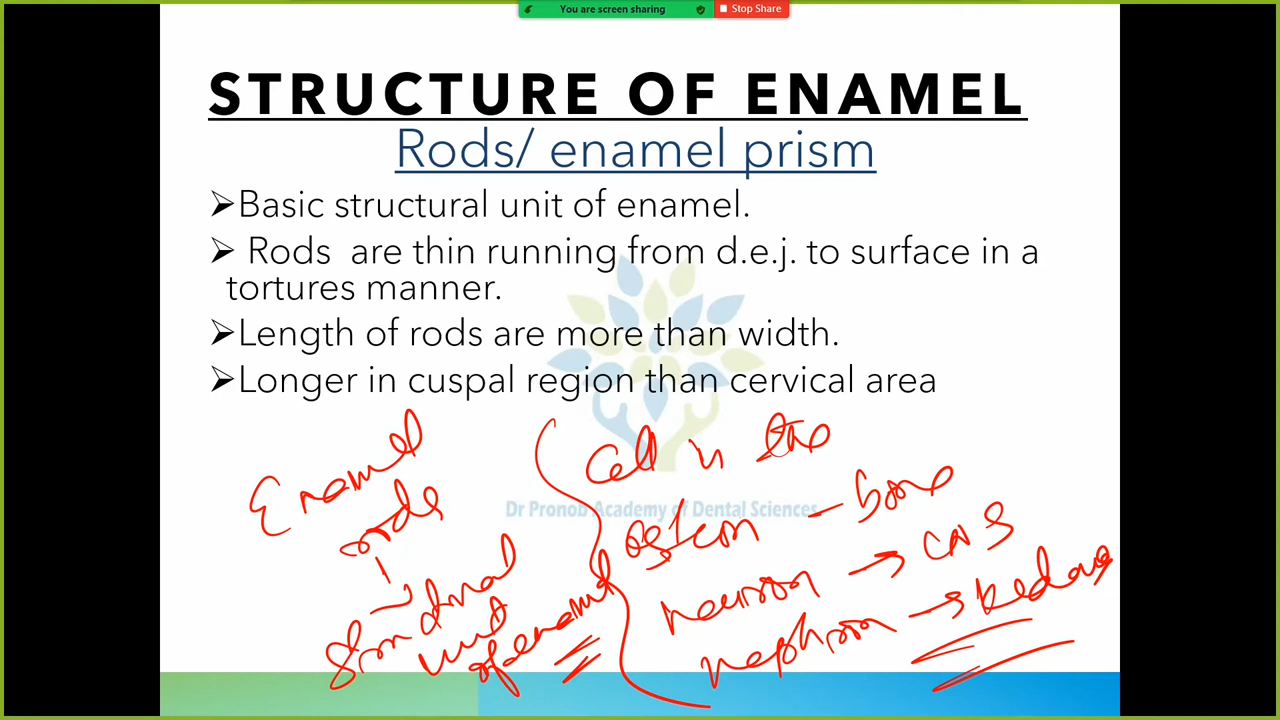 You are screen sharing
Stop Share
STRUCTURE OF ENAMEL
Rods/ enamel prism
➢Basic structural unit of enamel.
➢ Rods are thin running from d.e.j. to surface in a
tortures manner.
➢Length of rods are more than width.
➢Longer in cuspal region than cervical area
Enamel
rods
structural
unit
of enamel
Cell is the
osteon – bone
neuron → CNS
nephron →
Dr Pronob Academy of Dental Sciences